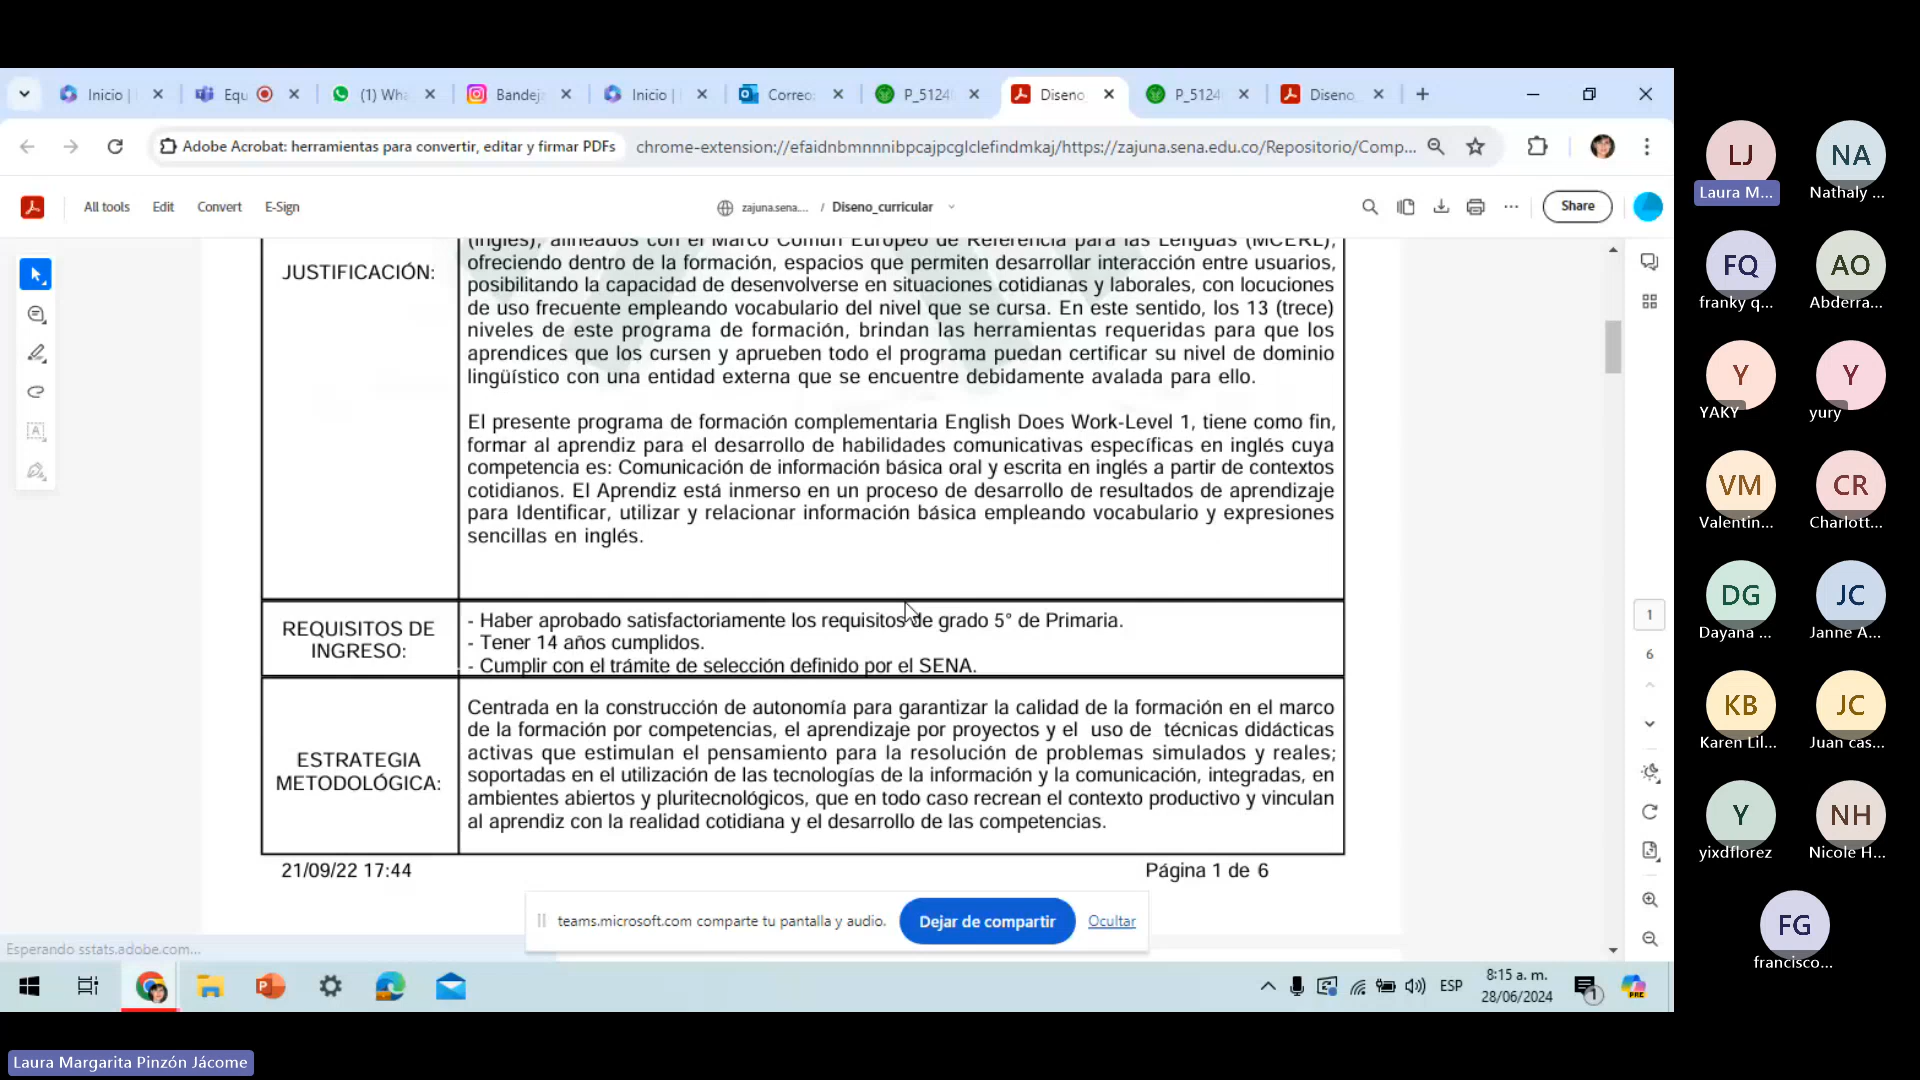 Inicio |
Equ
(1) Wha
Bandej
Inicio |
Correo:
P_5124
Diseno
P_5124
Diseno
Adobe Acrobat: herramientas para convertir, editar y firmar PDFs
chrome-extension://efaidnbmnnnibpcajpcglclefindmkaj/https://zajuna.sena.edu.co/Repositorio/Comp...
All tools
Edit
Convert
E-Sign
zajuna.sena.... / Diseno_curricular
Share
JUSTIFICACIÓN:
(inglés), alineados con el Marco Común Europeo de Referencia para las Lenguas (MCERL),
ofreciendo dentro de la formación, espacios que permiten desarrollar interacción entre usuarios,
posibilitando la capacidad de desenvolverse en situaciones cotidianas y laborales, con locuciones
de uso frecuente empleando vocabulario del nivel que se cursa. En este sentido, los 13 (trece)
niveles de este programa de formación, brindan las herramientas requeridas para que los
aprendices que los cursen y aprueben todo el programa puedan certificar su nivel de dominio
lingüístico con una entidad externa que se encuentre debidamente avalada para ello.
El presente programa de formación complementaria English Does Work-Level 1, tiene como fin,
formar al aprendiz para el desarrollo de habilidades comunicativas específicas en inglés cuya
competencia es: Comunicación de información básica oral y escrita en inglés a partir de contextos
cotidianos. El Aprendiz está inmerso en un proceso de desarrollo de resultados de aprendizaje
para Identificar, utilizar y relacionar información básica empleando vocabulario y expresiones
sencillas en inglés.
REQUISITOS DE
INGRESO:
- Haber aprobado satisfactoriamente los requisitos de grado 5° de Primaria.
- Tener 14 años cumplidos.
- Cumplir con el trámite de selección definido por el SENA.
ESTRATEGIA
METODOLÓGICA:
Centrada en la construcción de autonomía para garantizar la calidad de la formación en el marco
de la formación por competencias, el aprendizaje por proyectos y el uso de técnicas didácticas
activas que estimulan el pensamiento para la resolución de problemas simulados y reales;
soportadas en el utilización de las tecnologías de la información y la comunicación, integradas, en
ambientes abiertos y pluritecnológicos, que en todo caso recrean el contexto productivo y vinculan
al aprendiz con la realidad cotidiana y el desarrollo de las competencias.
21/09/22 17:44
Página 1 de 6
1
6
teams.microsoft.com comparte tu pantalla y audio.
Dejar de compartir
Ocultar
Esperando sstats.adobe.com...
ESP
8:15 a. m.
28/06/2024
1
PRE
LJ
Laura M...
NA
Nathaly ...
FQ
franky q...
AO
Abderra...
Y
YAKY
Y
yury
VM
Valentin...
CR
Charlott...
DG
Dayana ...
JC
Janne A...
KB
Karen Lil...
JC
Juan cas...
Y
yixdflorez
NH
Nicole H...
FG
francisco...
Laura Margarita Pinzón Jácome